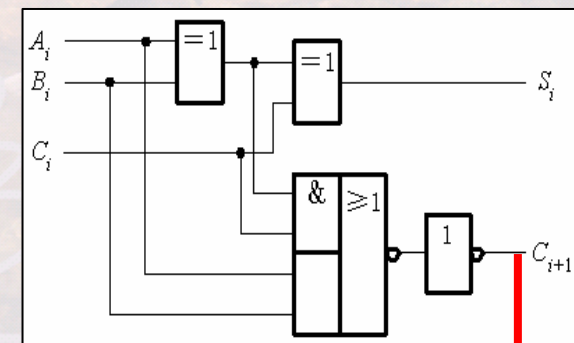 A_i
=1
B_i
=1
S_i
C_i
&
≥1
1
C_{i+1}